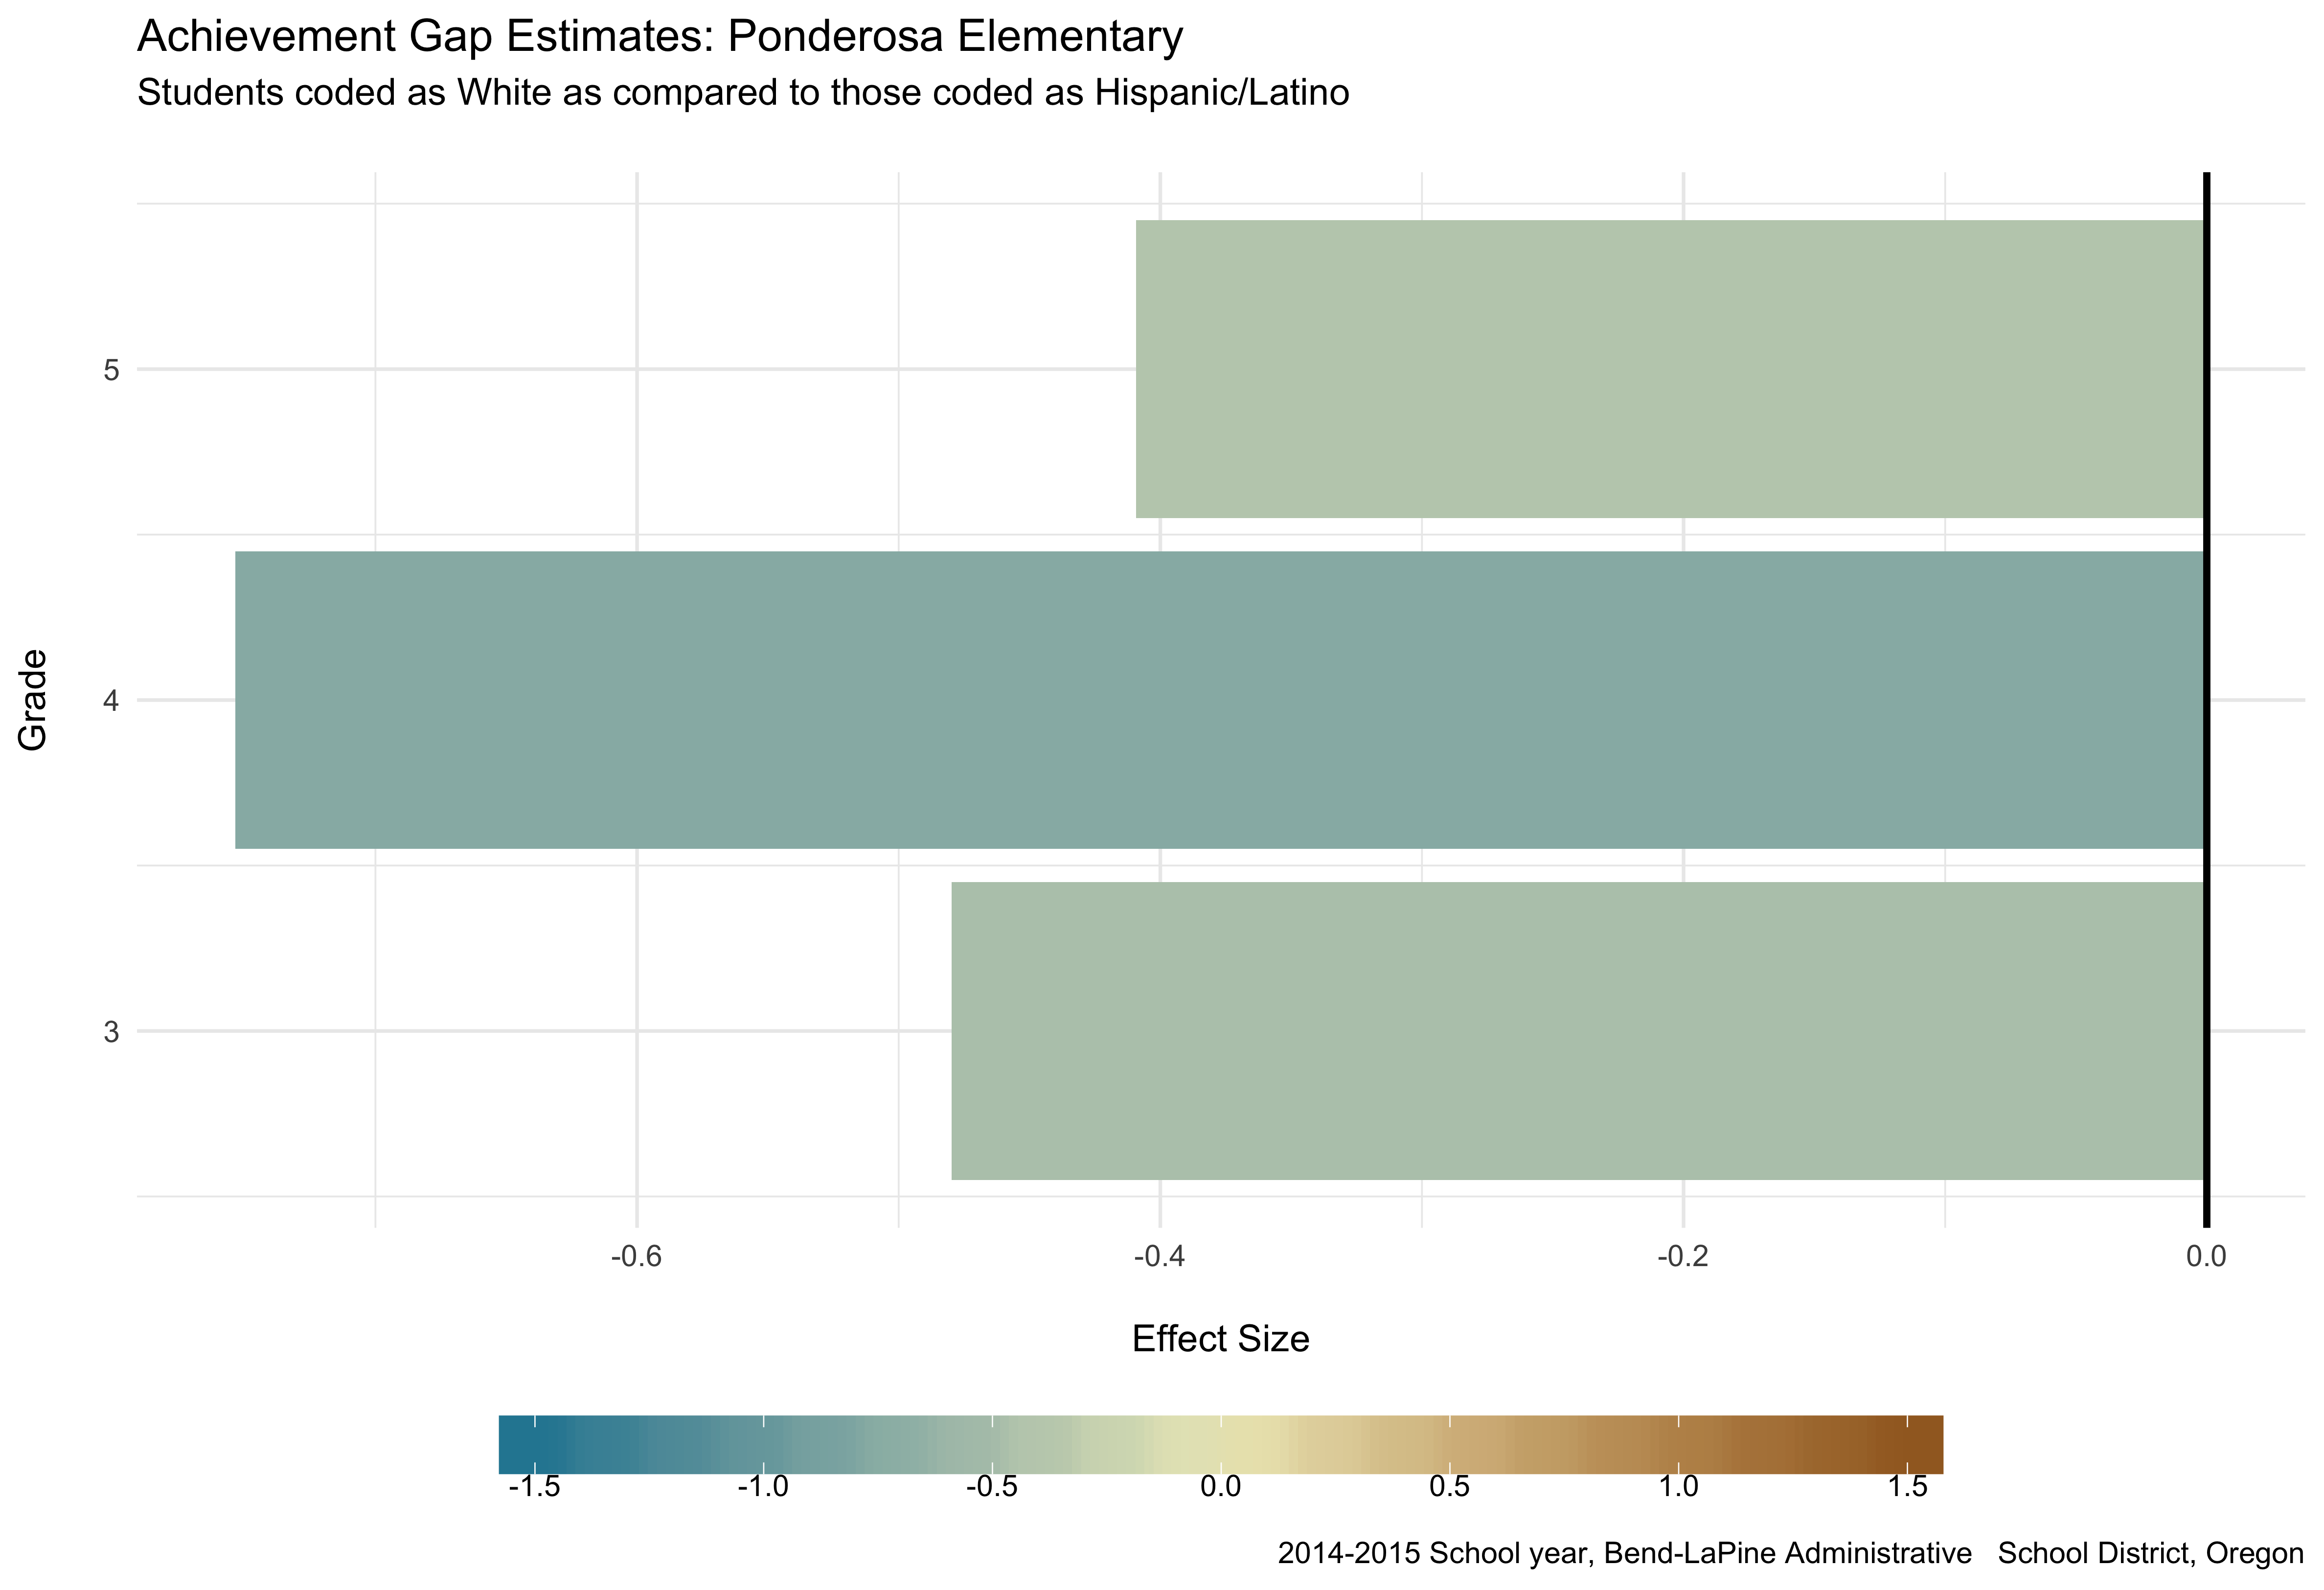 Achievement Gap Estimates: Ponderosa Elementary
Students coded as White as compared to those coded as Hispanic/Latino
5
4
3
Grade
-0.6 -0.4 -0.2 0.0
Effect Size
-1.5 -1.0 -0.5 0.0 0.5 1.0 1.5
2014-2015 School year, Bend-LaPine Administrative   School District, Oregon